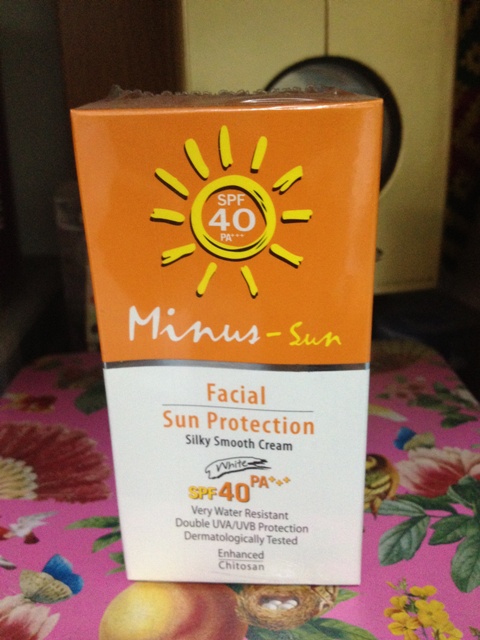 SPF
40
PA+++
Minus-Sun
Facial
Sun Protection
Silky Smooth Cream
White
SPF40PA+++
Very Water Resistant
Double UVA/UVB Protection
Dermatologically Tested
Enhanced
Chitosan